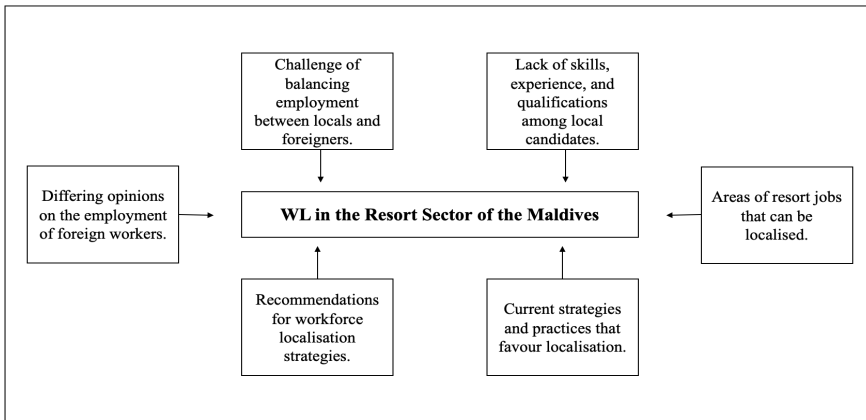 Challenge of
balancing
employment
between locals and
foreigners.
Lack of skills,
experience, and
qualifications
among local
candidates.
Differing opinions
on the employment
of foreign workers.
WL in the Resort Sector of the Maldives
Areas of resort jobs
that can be
localised.
Recommendations
for workforce
localisation
strategies.
Current strategies
and practices that
favour localisation.